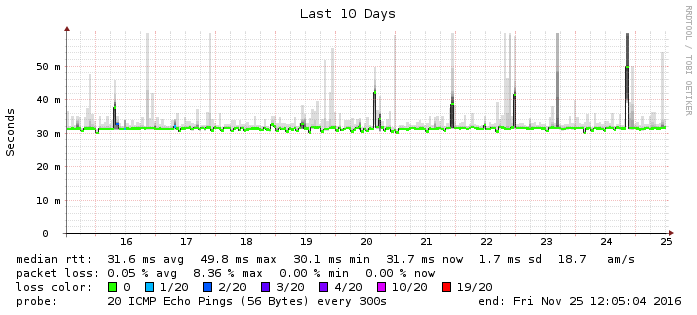 Last 10 Days
RRDTOOL / TOBI OETIKER
Seconds
50 m
40 m
30 m
20 m
10 m
0
16 17 18 19 20 21 22 23 24 25
median rtt: 31.6 ms avg 49.8 ms max 30.1 ms min 31.7 ms now 1.7 ms sd 18.7 am/s
packet loss: 0.05 % avg 8.36 % max 0.00 % min 0.00 % now
loss color: 0 1/20 2/20 3/20 4/20 10/20 19/20
probe: 20 ICMP Echo Pings (56 Bytes) every 300s end: Fri Nov 25 12:05:04 2016